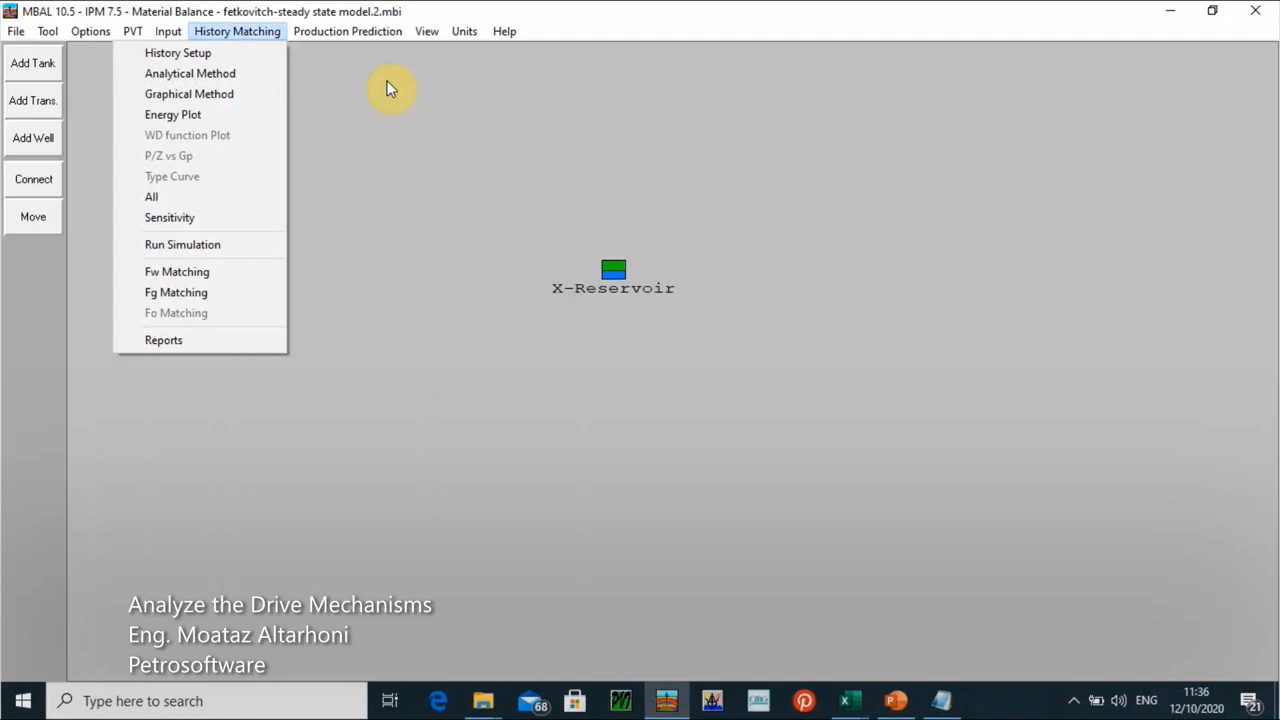 MBAL 10.5 - IPM 7.5 - Material Balance - fetkovitch-steady state model.2.mbi
File Tool Options PVT Input History Matching Production Prediction View Units Help
Add Tank
Add Trans.
Add Well
Connect
Move
History Setup
Analytical Method
Graphical Method
Energy Plot
WD function Plot
P/Z vs Gp
Type Curve
All
Sensitivity
Run Simulation
Fw Matching
Fg Matching
Fo Matching
Reports
X-Reservoir
Analyze the Drive Mechanisms
Eng. Moataz Altarhoni
Petrosoftware
Type here to search
68
ENG
11:36
12/10/2020
21